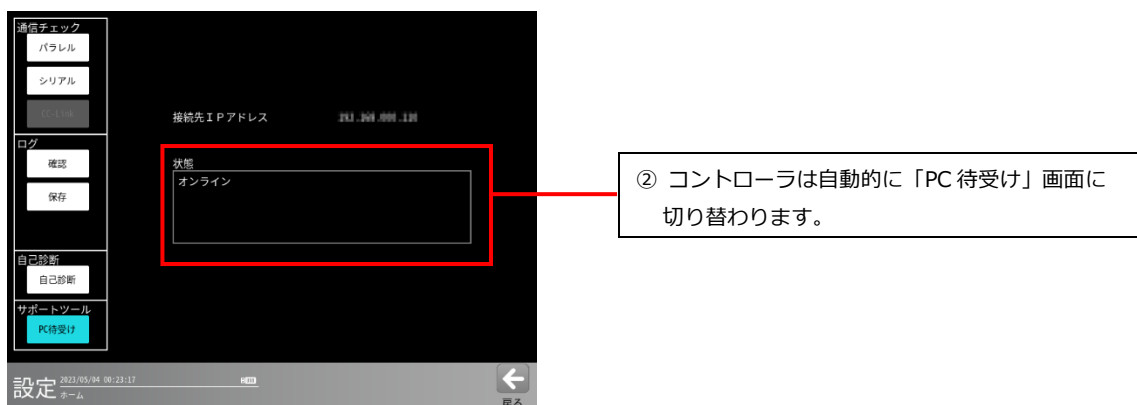 通信チェック
パラレル
シリアル
CC-Link
ログ
確認
保存
自己診断
自己診断
サポートツール
PC待受け
接続先IPアドレス
状態
オンライン
② コントローラは自動的に「PC 待受け」画面に
切り替わります。
設定
2023/05/04 00:23:17
ホーム
戻る